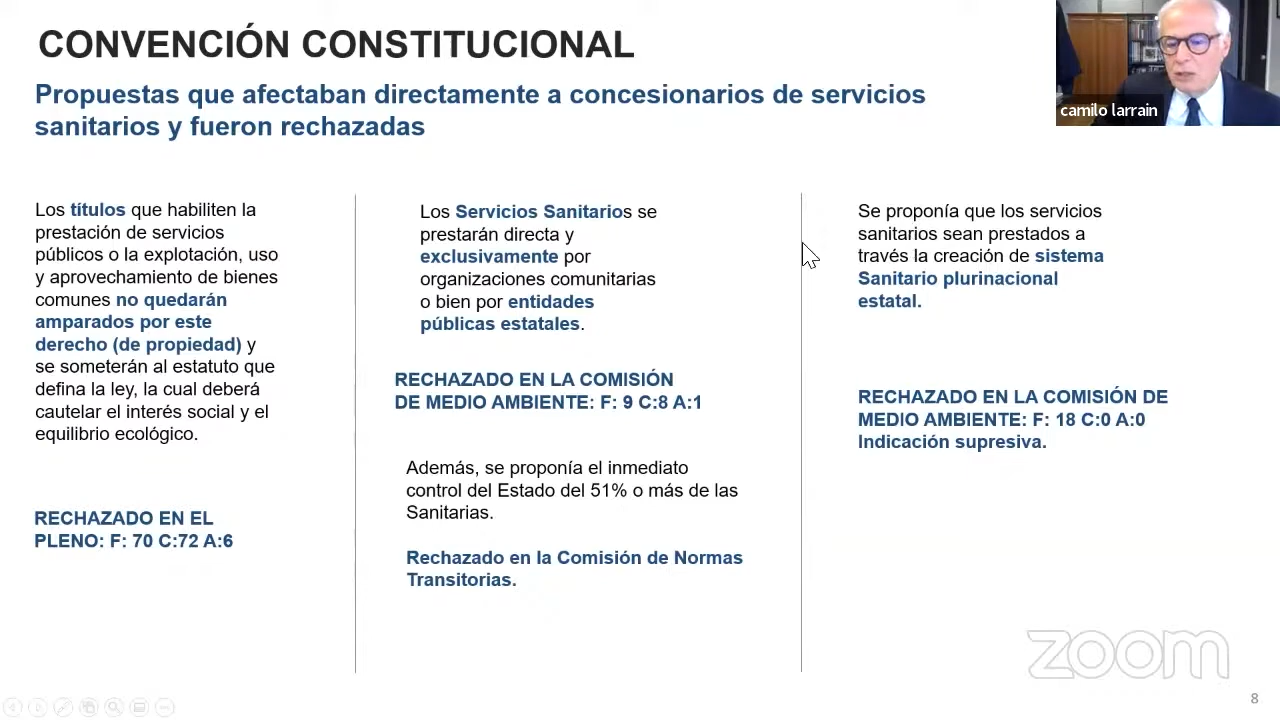 CONVENCIÓN CONSTITUCIONAL
Propuestas que afectaban directamente a concesionarios de servicios
sanitarios y fueron rechazadas
camilo larrain
Los títulos que habiliten la
prestación de servicios
públicos o la explotación, uso
y aprovechamiento de bienes
comunes no quedarán
amparados por este
derecho (de propiedad) y
se someterán al estatuto que
defina la ley, la cual deberá
cautelar el interés social y el
equilibrio ecológico.
RECHAZADO EN EL
PLENO: F: 70 C:72 A:6
Los Servicios Sanitarios se
prestarán directa y
exclusivamente por
organizaciones comunitarias
o bien por entidades
públicas estatales.
RECHAZADO EN LA COMISIÓN
DE MEDIO AMBIENTE: F: 9 C:8 A:1
Además, se proponía el inmediato
control del Estado del 51% o más de las
Sanitarias.
Rechazado en la Comisión de Normas
Transitorias.
Se proponía que los servicios
sanitarios sean prestados a
través la creación de sistema
Sanitario plurinacional
estatal.
RECHAZADO EN LA COMISIÓN DE
MEDIO AMBIENTE: F: 18 C:0 A:0
Indicación supresiva.
zoom
8